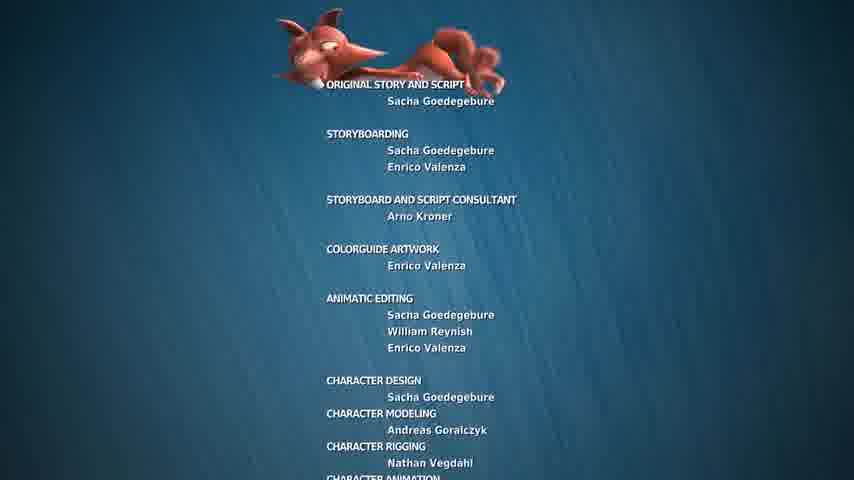 ORIGINAL STORY AND SCRIPT
Sacha Goedegebure
STORYBOARDING
Sacha Goedegebure
Enrico Valenza
STORYBOARD AND SCRIPT CONSULTANT
Arno Kroner
COLORGUIDE ARTWORK
Enrico Valenza
ANIMATIC EDITING
Sacha Goedegebure
William Reynish
Enrico Valenza
CHARACTER DESIGN
Sacha Goedegebure
CHARACTER MODELING
Andreas Goralczyk
CHARACTER RIGGING
Nathan Vegdahl
CHARACTER ANIMATION